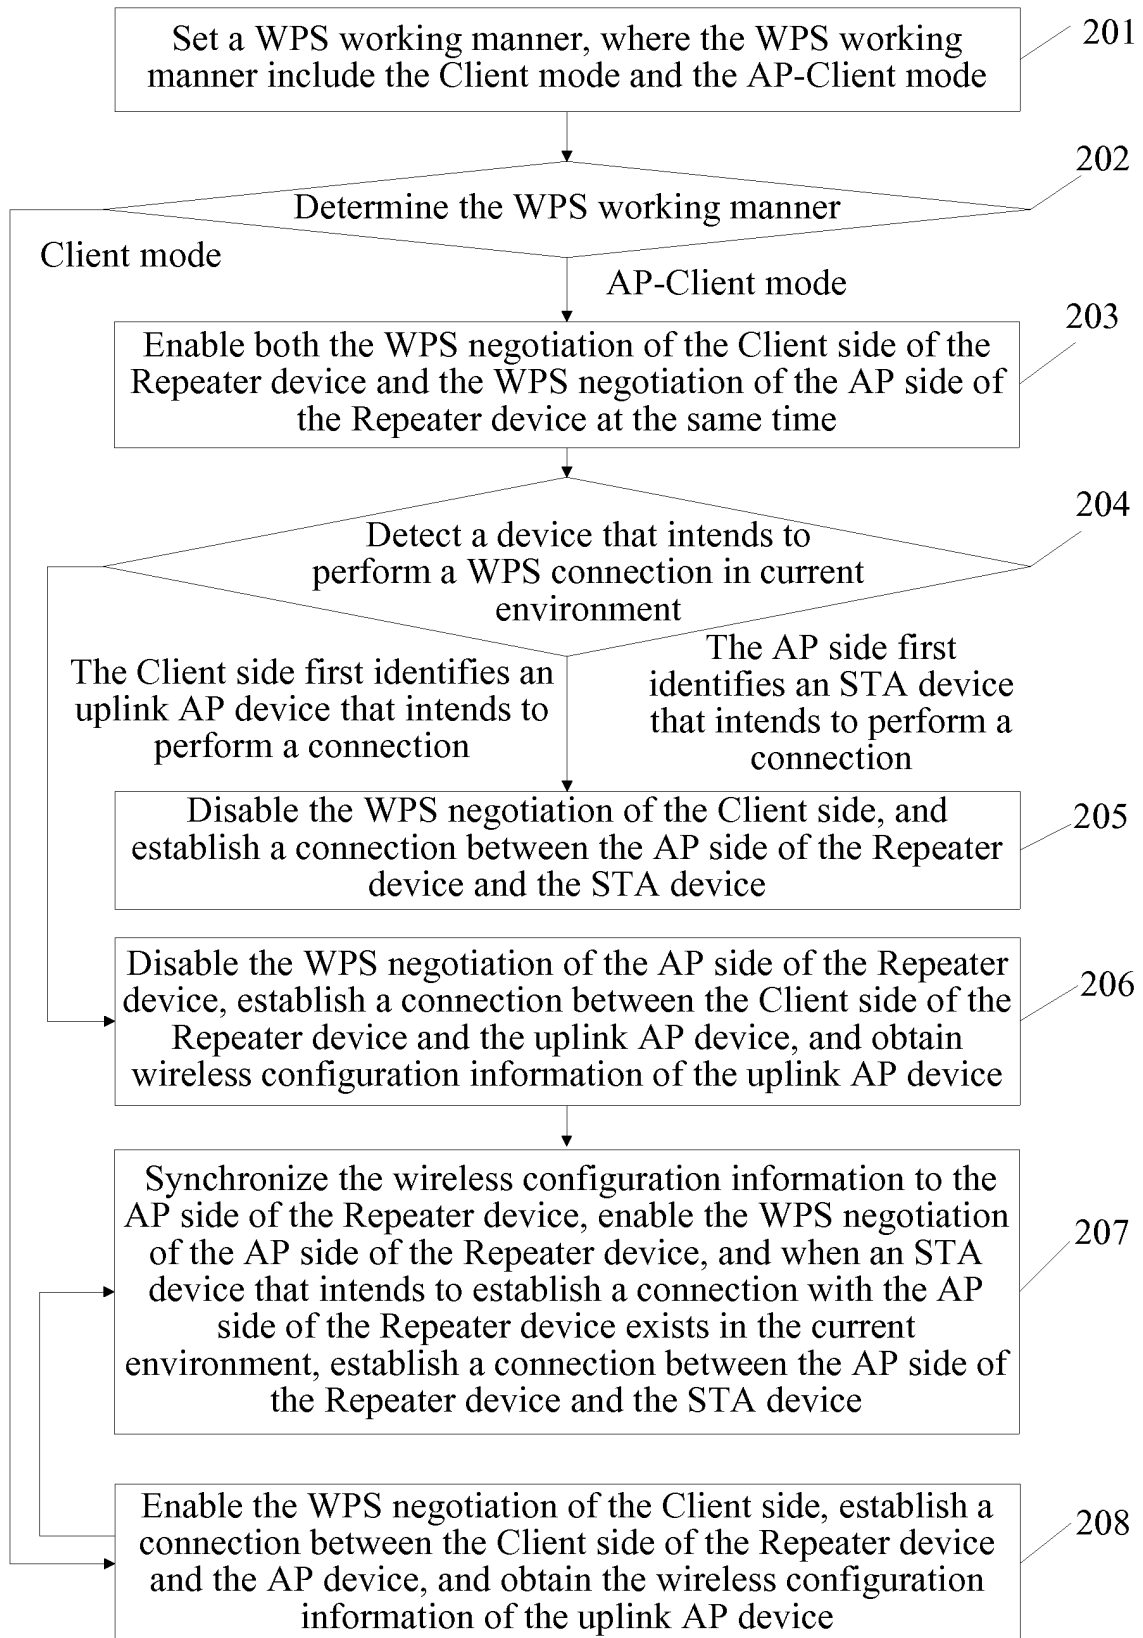 Set a WPS working manner, where the WPS working
manner include the Client mode and the AP-Client mode
201
202
Determine the WPS working manner
Client mode
AP-Client mode
203
Enable both the WPS negotiation of the Client side of the
Repeater device and the WPS negotiation of the AP side of
the Repeater device at the same time
204
Detect a device that intends to
perform a WPS connection in current
environment
The Client side first identifies an
uplink AP device that intends to
perform a connection
The AP side first
identifies an STA device
that intends to perform a
connection
Disable the WPS negotiation of the Client side, and
establish a connection between the AP side of the Repeater
device and the STA device
205
Disable the WPS negotiation of the AP side of the Repeater
device, establish a connection between the Client side of the
Repeater device and the uplink AP device, and obtain
wireless configuration information of the uplink AP device
206
Synchronize the wireless configuration information to the
AP side of the Repeater device, enable the WPS negotiation
of the AP side of the Repeater device, and when an STA
device that intends to establish a connection with the AP
side of the Repeater device exists in the current
environment, establish a connection between the AP side of
the Repeater device and the STA device
207
Enable the WPS negotiation of the Client side, establish a
connection between the Client side of the Repeater device
and the AP device, and obtain the wireless configuration
information of the uplink AP device
208